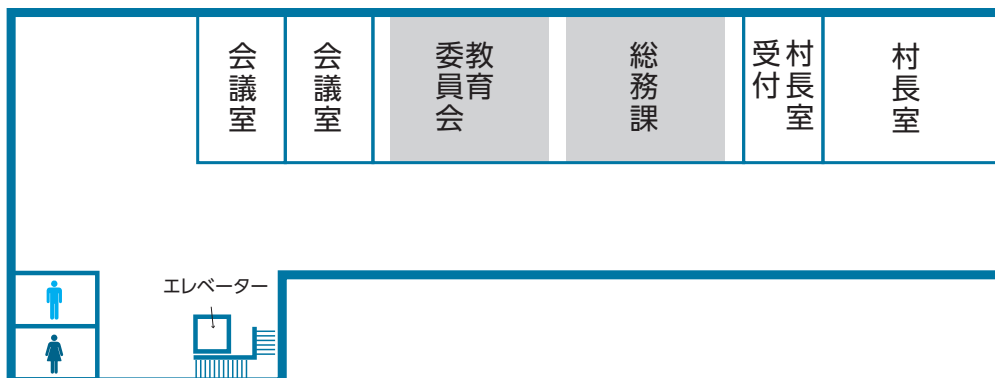 会議室
会議室
教育
委員会
総務課
村長室
受付
村長室
エレベーター